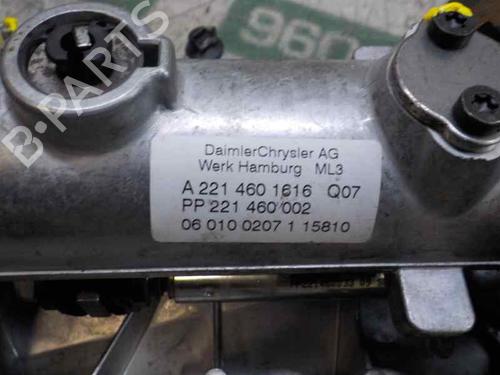 960
B-PARTS
DaimlerChrysler AG
Werk Hamburg ML3
A 221 460 1616 Q07
PP 221 460 002
06 010 0207 1 15810